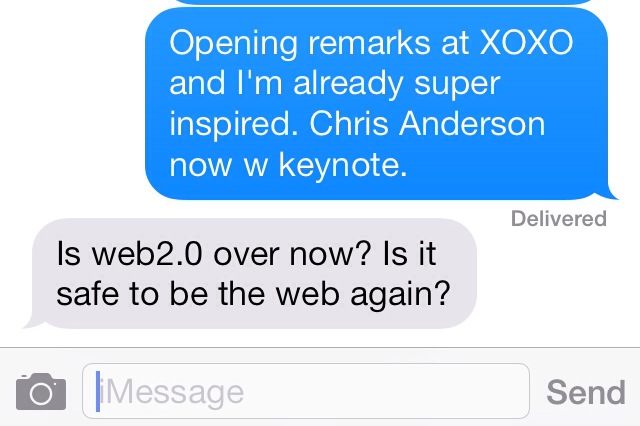 Opening remarks at XOXO
and I'm already super
inspired. Chris Anderson
now w keynote.
Delivered
Is web2.0 over now? Is it
safe to be the web again?
iMessage
Send